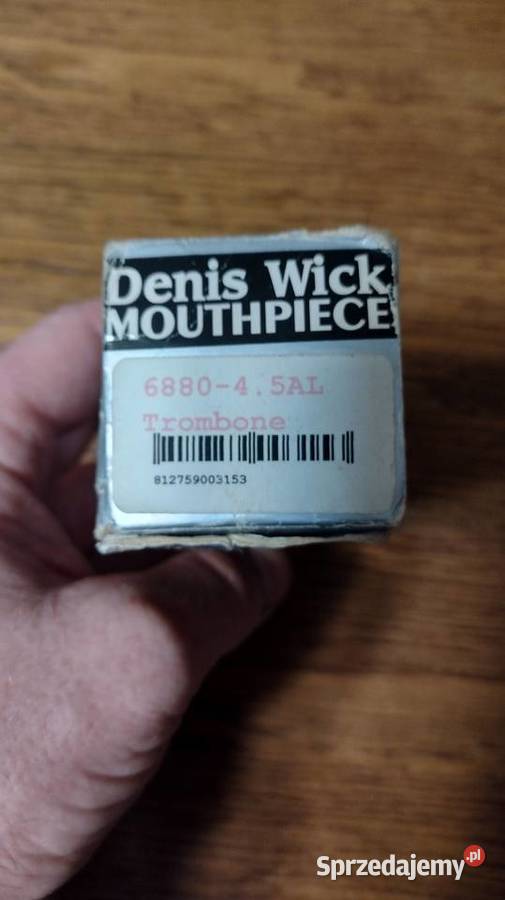 Denis Wick
MOUTHPIECE
6880-4.5AL
Trombone
812759003153
Sprzedajemy.pl